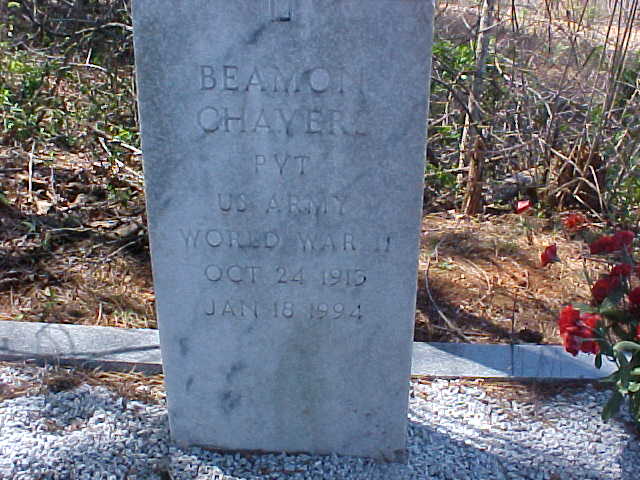 BEAMON
CHAVERS
PVT
US ARMY
WORLD WAR II
OCT 24 1913
JAN 18 1994